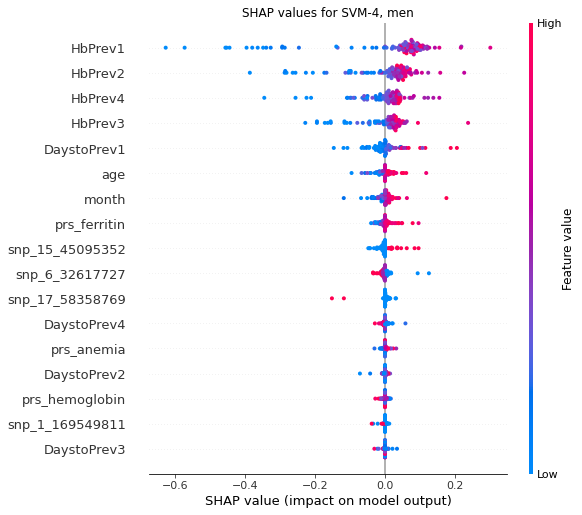 SHAP values for SVM-4, men
High
HbPrev1
HbPrev2
HbPrev4
HbPrev3
DaystoPrev1
age
month
prs_ferritin
snp_15_45095352
snp_6_32617727
snp_17_58358769
DaystoPrev4
prs_anemia
DaystoPrev2
prs_hemoglobin
snp_1_169549811
DaystoPrev3
Feature value
Low
−0.6 −0.4 −0.2 0.0 0.2
SHAP value (impact on model output)